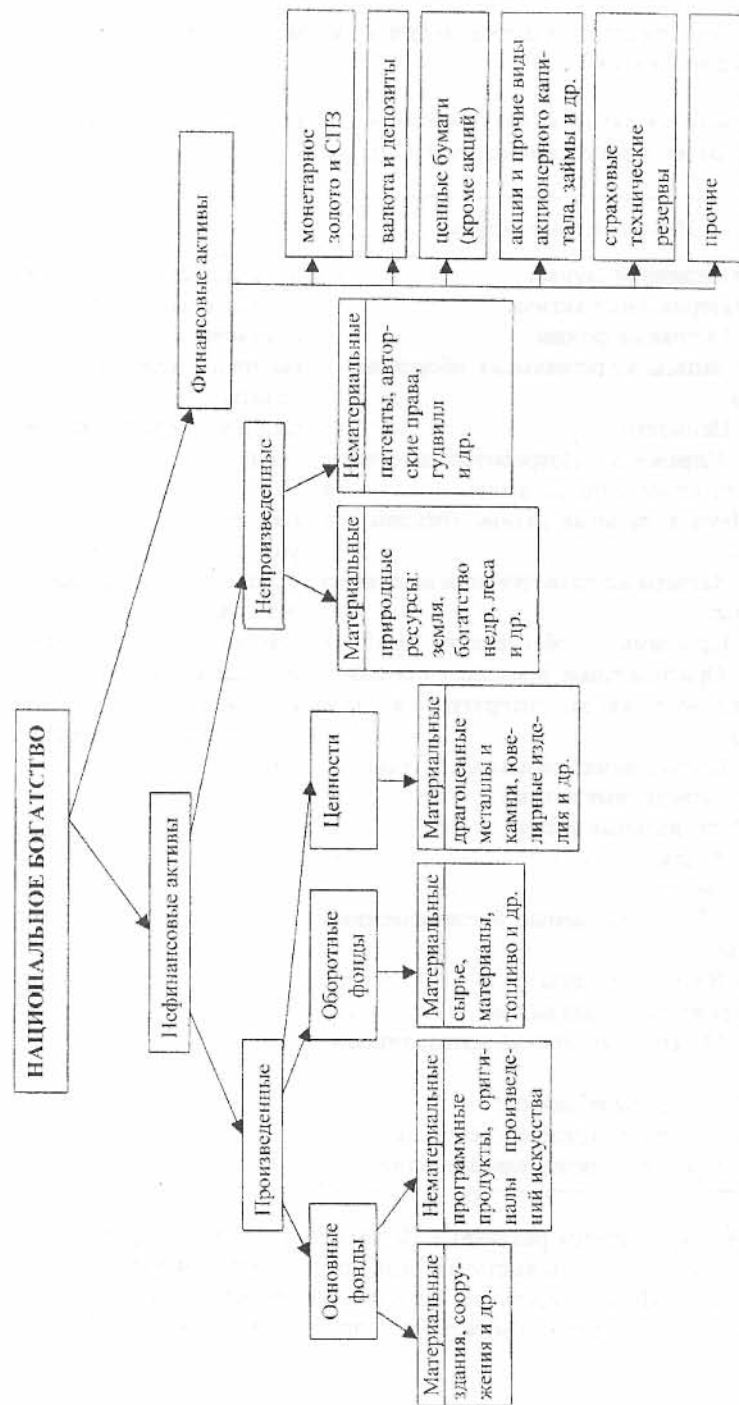 НАЦИОНАЛЬНОЕ БОГАТСТВО
Нефинансовые активы
Финансовые активы
Произведенные
Непроизведенные
Основные
фонды
Оборотные
фонды
Ценности
Материальные
здания, соору-
жения и др.
Нематериальные
программные
продукты, ориги-
налы произведе-
ний искусства
Материальные
сырье,
материалы,
топливо и др.
Материальные
драгоценные
металлы и
камни, юве-
лирные изде-
лия и др.
Материальные
природные
ресурсы:
земля,
богатство
недр, леса
и др.
Нематериальные
патенты, автор-
ские права,
гудвилл
и др.
монетарное
золото и СПЗ
валюта и депозиты
ценные бумаги
(кроме акций)
акции и прочие виды
акционерного капи-
тала, займы и др.
страховые
технические
резервы
прочие